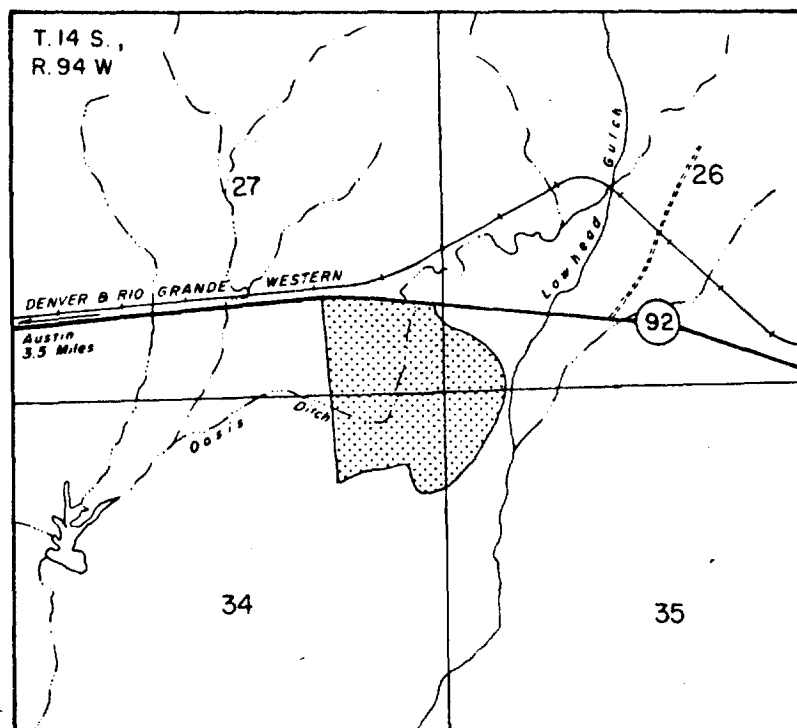 T. 14 S.,
R. 94 W
27
26
Gulch
Lowhead
DENVER & RIO GRANDE WESTERN
92
Austin
3.5 Miles
Oasis Ditch
34
35